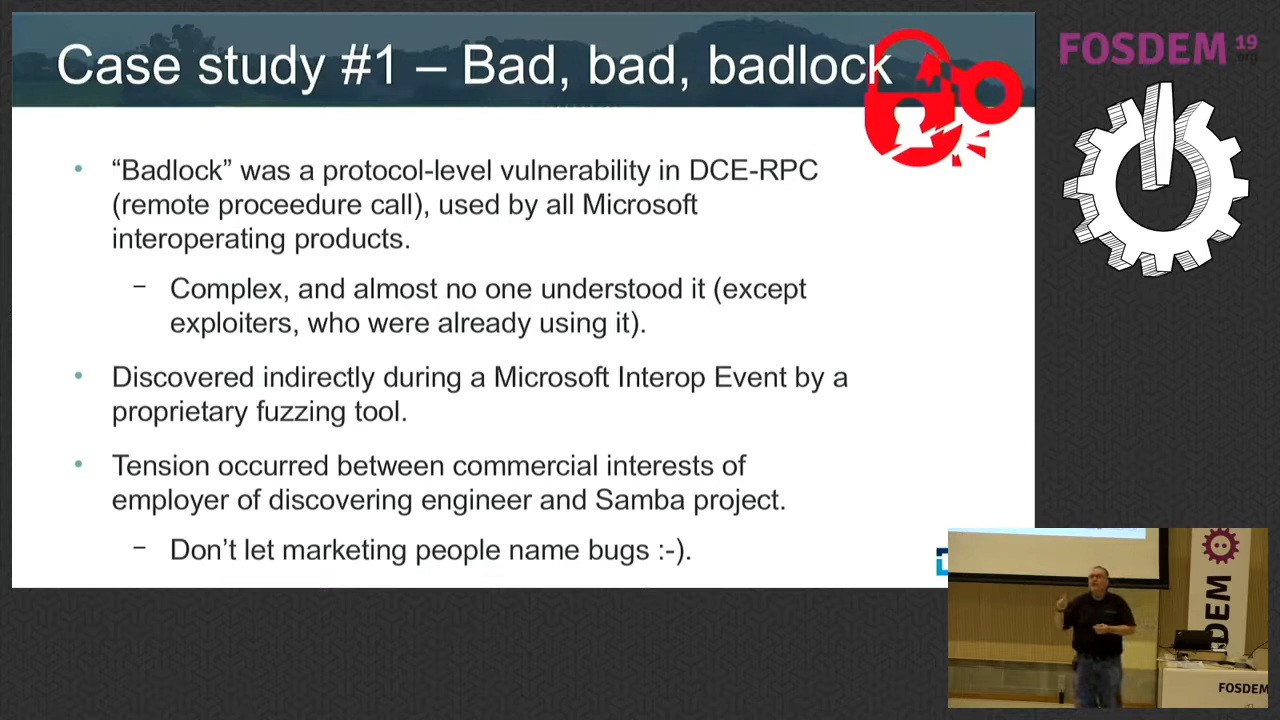 Case study #1 – Bad, bad, badlock
FOSDEM 19
.org
• “Badlock” was a protocol-level vulnerability in DCE-RPC
(remote proceedure call), used by all Microsoft
interoperating products.
– Complex, and almost no one understood it (except
exploiters, who were already using it).
• Discovered indirectly during a Microsoft Interop Event by a
proprietary fuzzing tool.
• Tension occurred between commercial interests of
employer of discovering engineer and Samba project.
– Don’t let marketing people name bugs :-).
DEM
FOSDEM